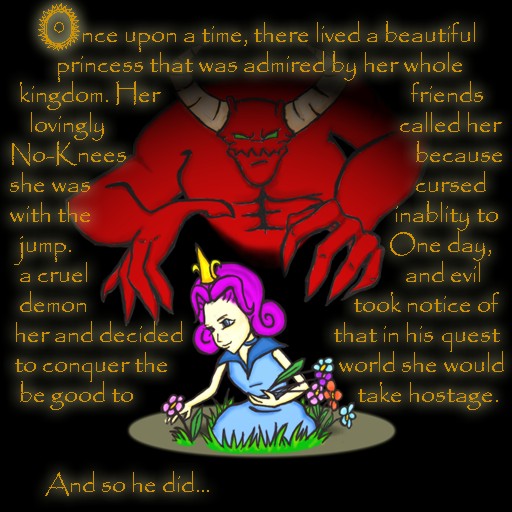 Once upon a time, there lived a beautiful
princess that was admired by her whole
kingdom. Her friends
lovingly called her
No-Knees because
she was cursed
with the inablity to
jump. One day,
a cruel and evil
demon took notice of
her and decided that in his quest
to conquer the world she would
be good to take hostage.
And so he did...